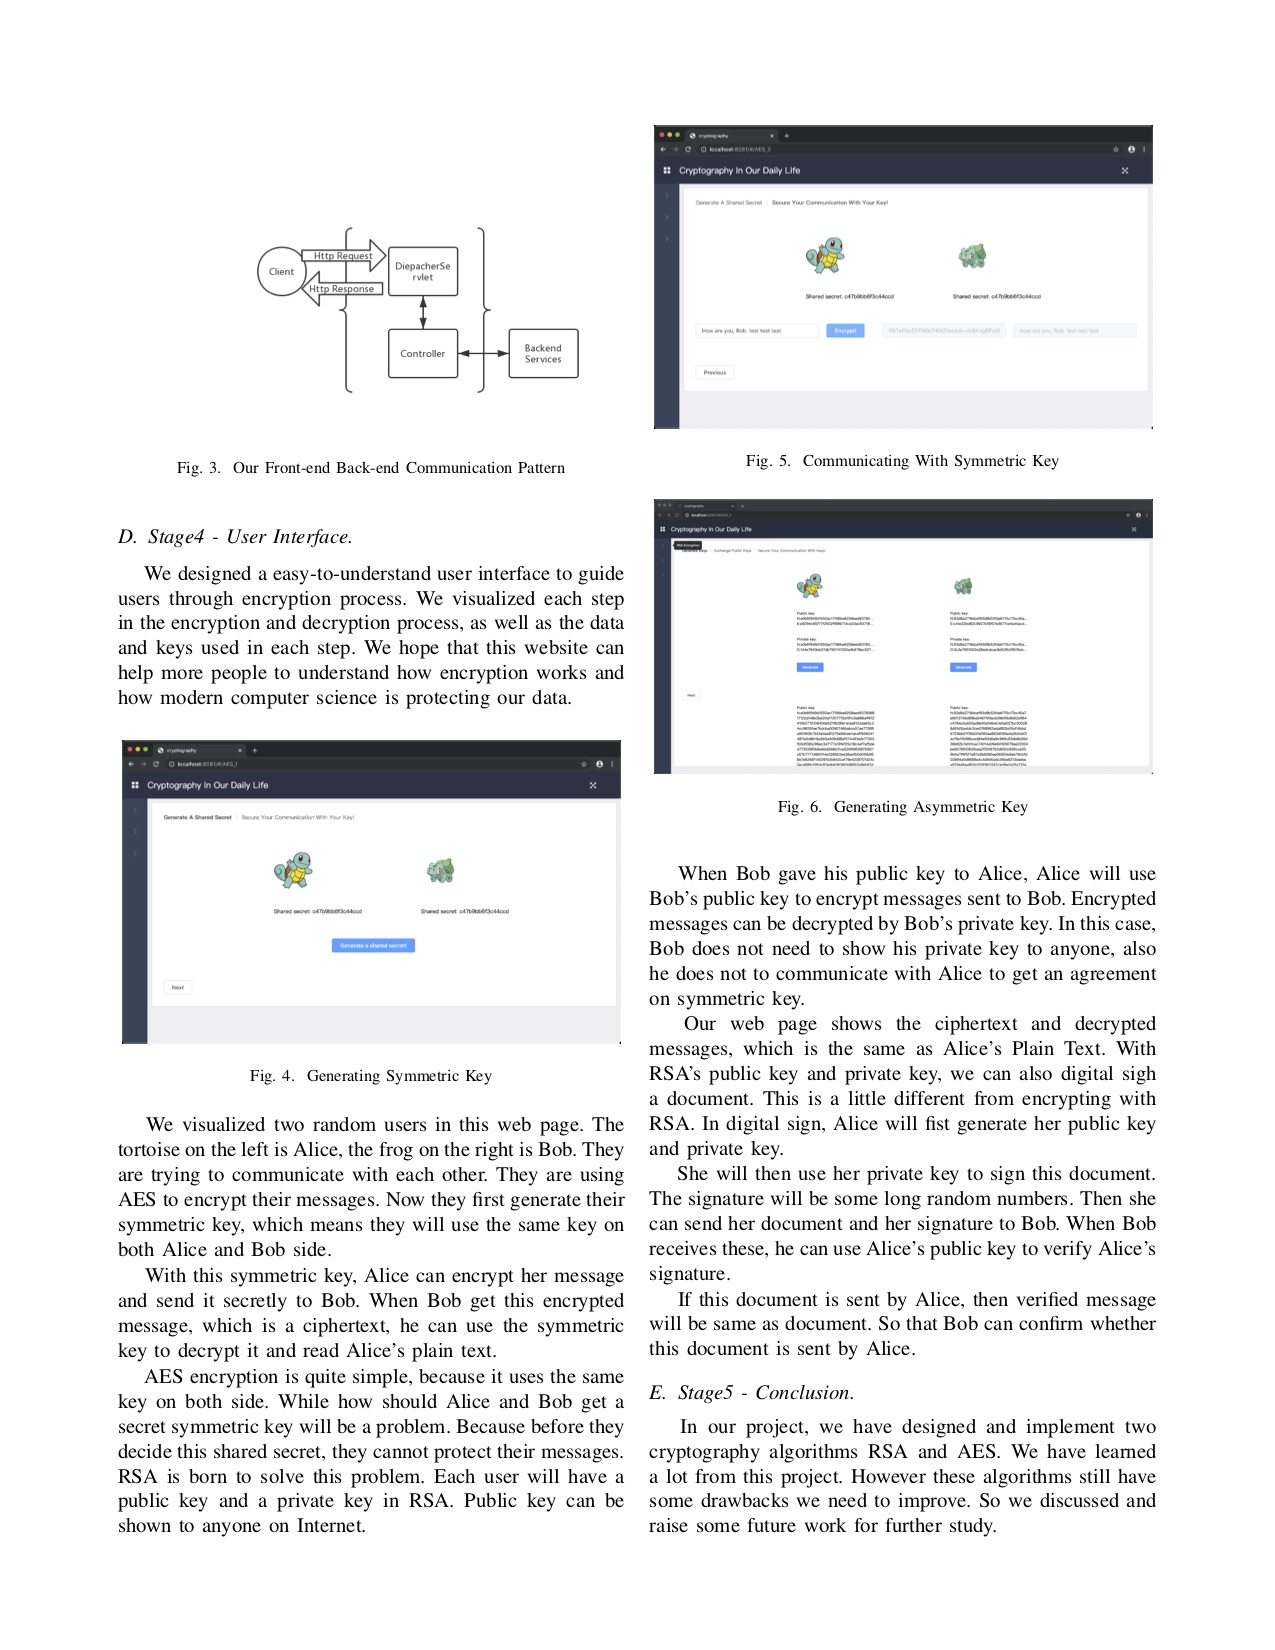 Client
Http Request
Http Response
DiepacherSe
rvlet
Controller
Backend
Services
Fig. 3. Our Front-end Back-end Communication Pattern
D. Stage4 - User Interface.
We designed a easy-to-understand user interface to guide
users through encryption process. We visualized each step
in the encryption and decryption process, as well as the data
and keys used in each step. We hope that this website can
help more people to understand how encryption works and
how modern computer science is protecting our data.
cryptography
localhost:8081/#/AES_1
Cryptography In Our Daily Life
Generate A Shared Secret
Secure Your Communication With Your Key!
Shared secret: c47b9bb6f3c44ccd
Shared secret: c47b9bb6f3c44ccd
Generate a shared secret!
Next
Fig. 4. Generating Symmetric Key
We visualized two random users in this web page. The
tortoise on the left is Alice, the frog on the right is Bob. They
are trying to communicate with each other. They are using
AES to encrypt their messages. Now they first generate their
symmetric key, which means they will use the same key on
both Alice and Bob side.
With this symmetric key, Alice can encrypt her message
and send it secretly to Bob. When Bob get this encrypted
message, which is a ciphertext, he can use the symmetric
key to decrypt it and read Alice's plain text.
AES encryption is quite simple, because it uses the same
key on both side. While how should Alice and Bob get a
secret symmetric key will be a problem. Because before they
decide this shared secret, they cannot protect their messages.
RSA is born to solve this problem. Each user will have a
public key and a private key in RSA. Public key can be
shown to anyone on Internet.
cryptography
localhost:8081/#/AES_2
Cryptography In Our Daily Life
Generate A Shared Secret
Secure Your Communication With Your Key!
Shared secret: c47b9bb6f3c44ccd
Shared secret: c47b9bb6f3c44ccd
How are you, Bob. test test test
Encrypt!
How are you, Bob. test test test
Previous
Fig. 5. Communicating With Symmetric Key
Cryptography In Our Daily Life
Exchange Public Keys
Secure Your Communication With Key!
Public key:
Public key:
Private key:
Private key:
Generate
Generate
Next
Public key:
Public key:
Fig. 6. Generating Asymmetric Key
When Bob gave his public key to Alice, Alice will use
Bob's public key to encrypt messages sent to Bob. Encrypted
messages can be decrypted by Bob's private key. In this case,
Bob does not need to show his private key to anyone, also
he does not to communicate with Alice to get an agreement
on symmetric key.
Our web page shows the ciphertext and decrypted
messages, which is the same as Alice's Plain Text. With
RSA's public key and private key, we can also digital sigh
a document. This is a little different from encrypting with
RSA. In digital sign, Alice will fist generate her public key
and private key.
She will then use her private key to sign this document.
The signature will be some long random numbers. Then she
can send her document and her signature to Bob. When Bob
receives these, he can use Alice's public key to verify Alice's
signature.
If this document is sent by Alice, then verified message
will be same as document. So that Bob can confirm whether
this document is sent by Alice.
E. Stage5 - Conclusion.
In our project, we have designed and implement two
cryptography algorithms RSA and AES. We have learned
a lot from this project. However these algorithms still have
some drawbacks we need to improve. So we discussed and
raise some future work for further study.